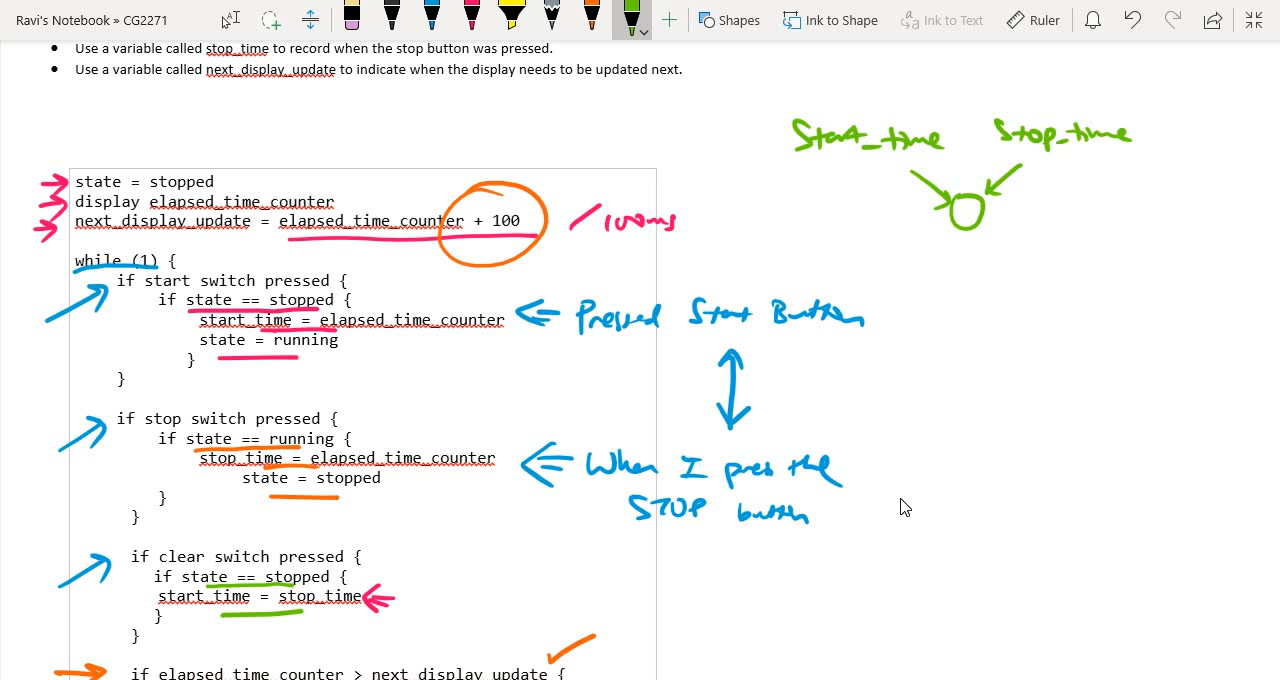 Ravi's Notebook » CG2271
Shapes
Ink to Shape
Ink to Text
Ruler
• Use a variable called stop_time to record when the stop button was pressed.
• Use a variable called next_display_update to indicate when the display needs to be updated next.
Start_time Stop_time
state = stopped
display elapsed_time_counter
next_display_update = elapsed_time_counter + 100 /100ms
while (1) {
if start switch pressed {
if state == stopped {
start_time = elapsed_time_counter
Pressed Start Button
state = running
}
}
if stop switch pressed {
if state == running {
stop_time = elapsed_time_counter
When I press the
state = stopped
STOP button
}
}
if clear switch pressed {
if state == stopped {
start_time = stop_time
}
}
if elapsed_time_counter > next_display_update {